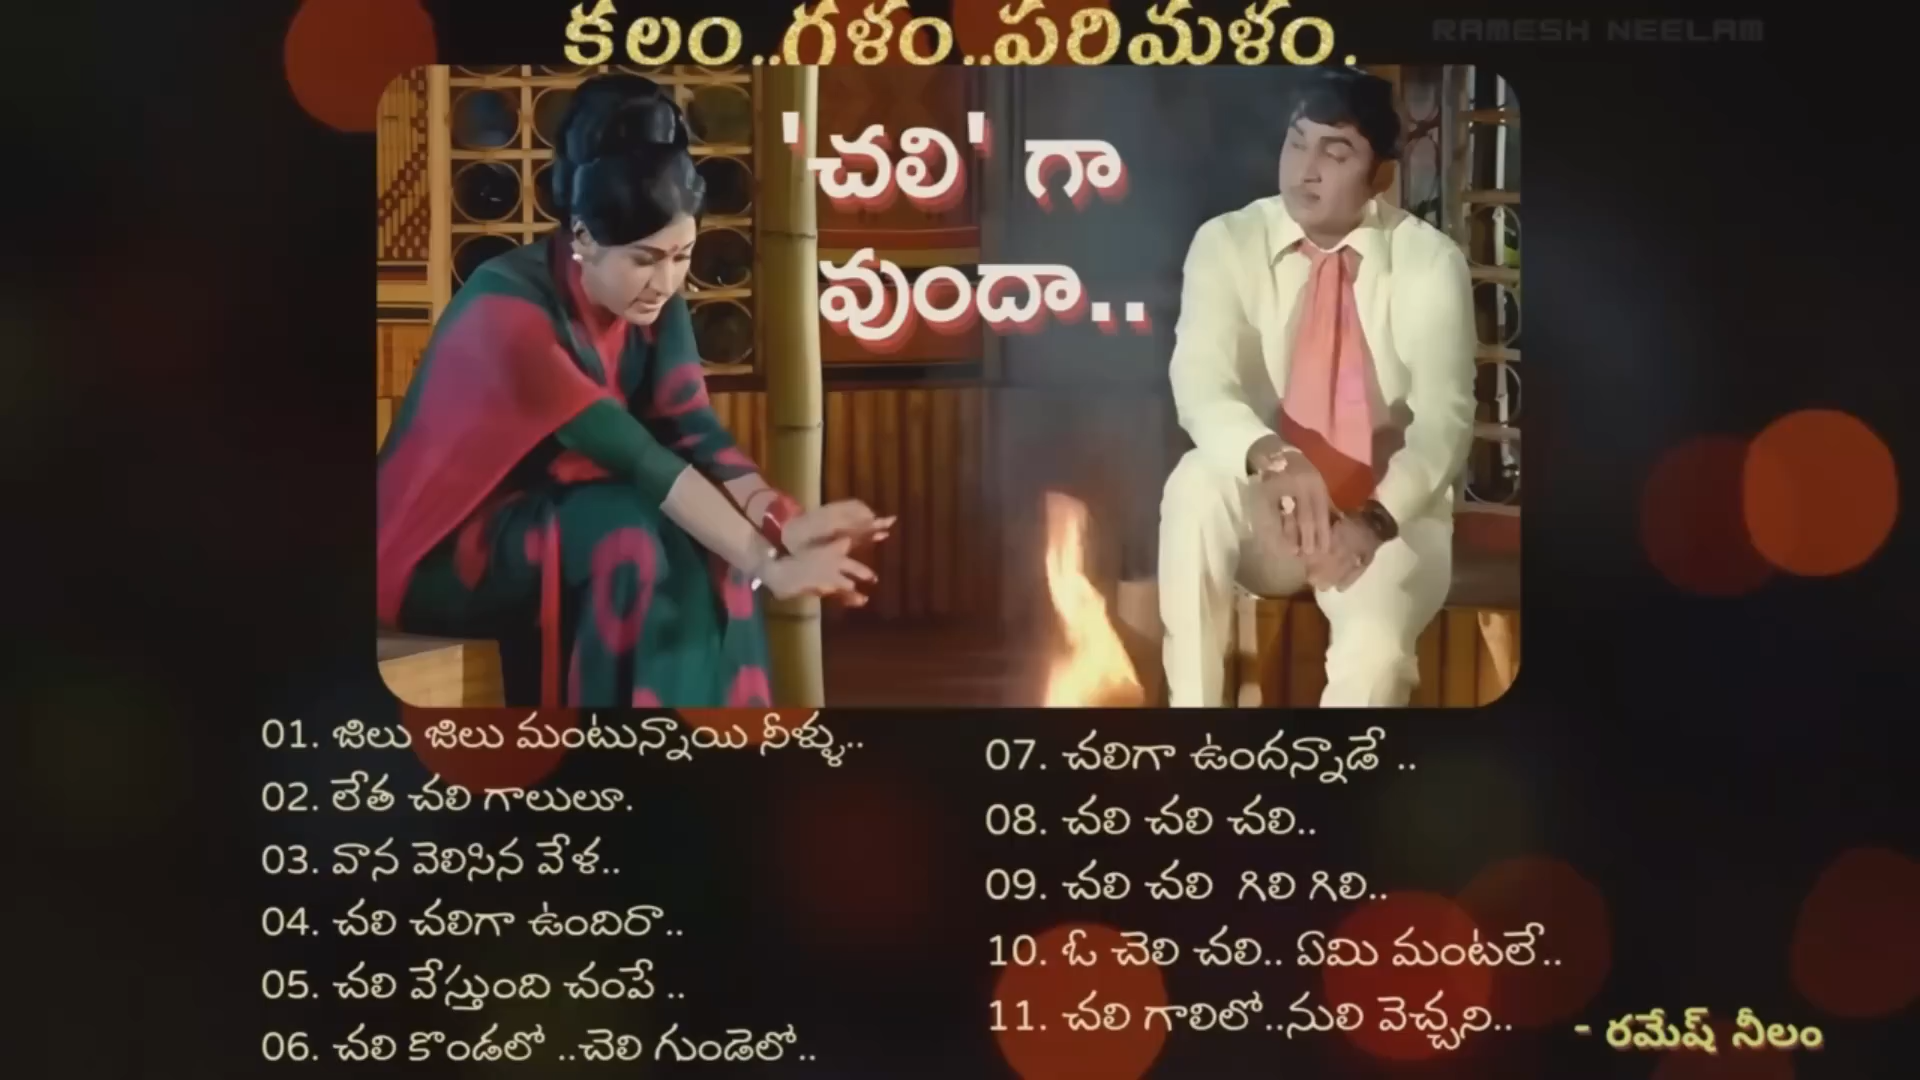 కలం..గళం..పరిమళం.
RAMESH NEELAM
'చలి' గా
వుందా..
01. జిలు జిలు మంటున్నాయి నీళ్ళు..
02. లేత చలి గాలులూ.
03. వాన వెలిసిన వేళ..
04. చలి చలిగా ఉందిరా..
05. చలి వేస్తుంది చంపే ..
06. చలి కొండలో ..చెలి గుండెలో..
07. చలిగా ఉందన్నాడే ..
08. చలి చలి చలి..
09. చలి చలి గిలి గిలి..
10. ఓ చెలి చలి.. ఏమి మంటలే..
11. చలి గాలిలో..నులి వెచ్చని..
- రమేష్ నీలం